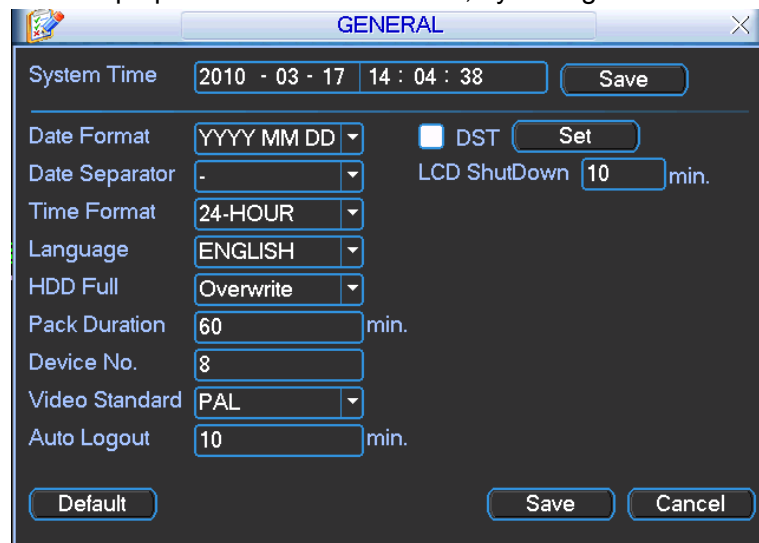 GENERAL
System Time 2010 - 03 - 17 14 : 04 : 38 Save
Date Format YYYY MM DD DST Set
Date Separator - LCD ShutDown 10 min.
Time Format 24-HOUR
Language ENGLISH
HDD Full Overwrite
Pack Duration 60 min.
Device No. 8
Video Standard PAL
Auto Logout 10 min.
Default Save Cancel